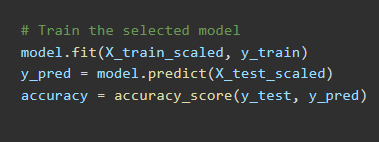 # Train the selected model
model.fit(X_train_scaled, y_train)
y_pred = model.predict(X_test_scaled)
accuracy = accuracy_score(y_test, y_pred)